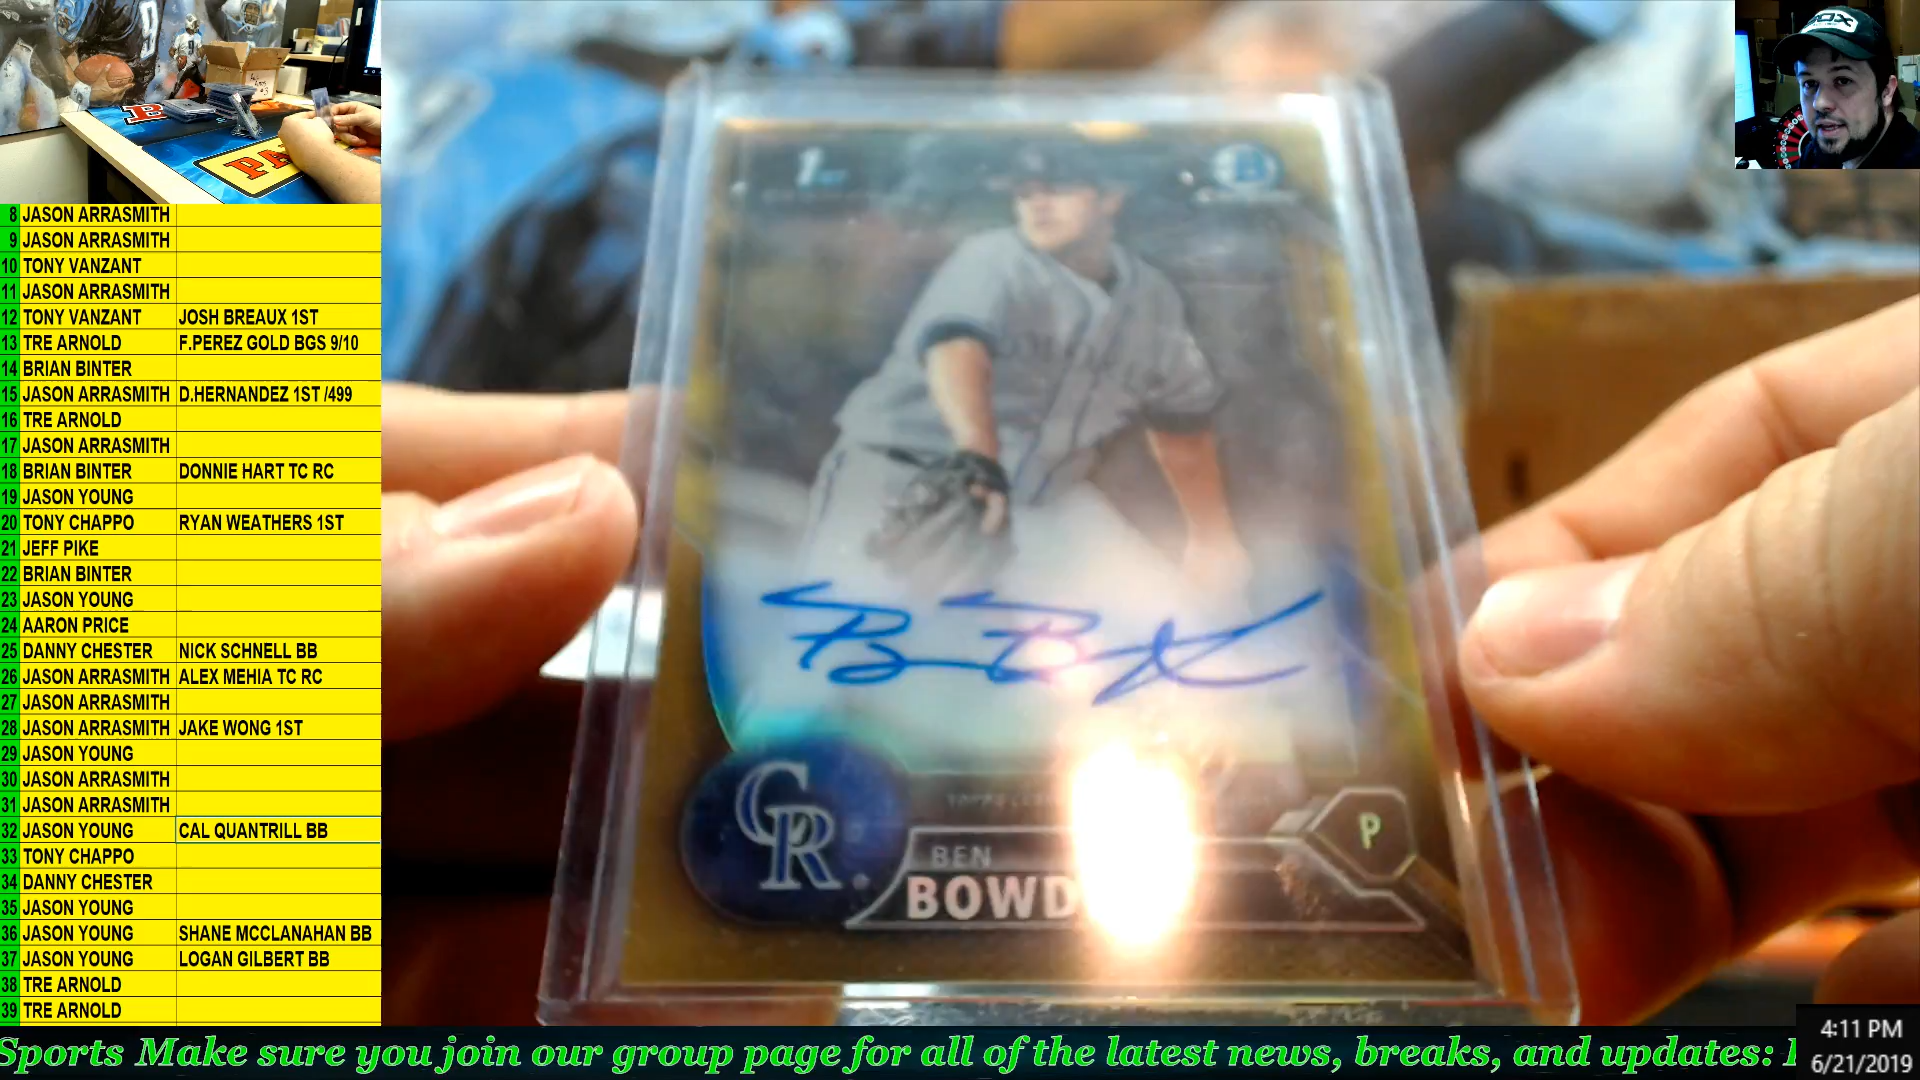 8 JASON ARRASMITH
9 JASON ARRASMITH
10 TONY VANZANT
11 JASON ARRASMITH
12 TONY VANZANT JOSH BREAUX 1ST
13 TRE ARNOLD F.PEREZ GOLD BGS 9/10
14 BRIAN BINTER
15 JASON ARRASMITH D.HERNANDEZ 1ST /499
16 TRE ARNOLD
17 JASON ARRASMITH
18 BRIAN BINTER DONNIE HART TC RC
19 JASON YOUNG
20 TONY CHAPPO RYAN WEATHERS 1ST
21 JEFF PIKE
22 BRIAN BINTER
23 JASON YOUNG
24 AARON PRICE
25 DANNY CHESTER NICK SCHNELL BB
26 JASON ARRASMITH ALEX MEHIA TC RC
27 JASON ARRASMITH
28 JASON ARRASMITH JAKE WONG 1ST
29 JASON YOUNG
30 JASON ARRASMITH
31 JASON ARRASMITH
32 JASON YOUNG CAL QUANTRILL BB
33 TONY CHAPPO
34 DANNY CHESTER
35 JASON YOUNG
36 JASON YOUNG SHANE MCCLANAHAN BB
37 JASON YOUNG LOGAN GILBERT BB
38 TRE ARNOLD
39 TRE ARNOLD
1st
B
CR
BEN
BOWD
P
Sports Make sure you join our group page for all of the latest news, breaks, and updates:
4:11 PM
6/21/2019